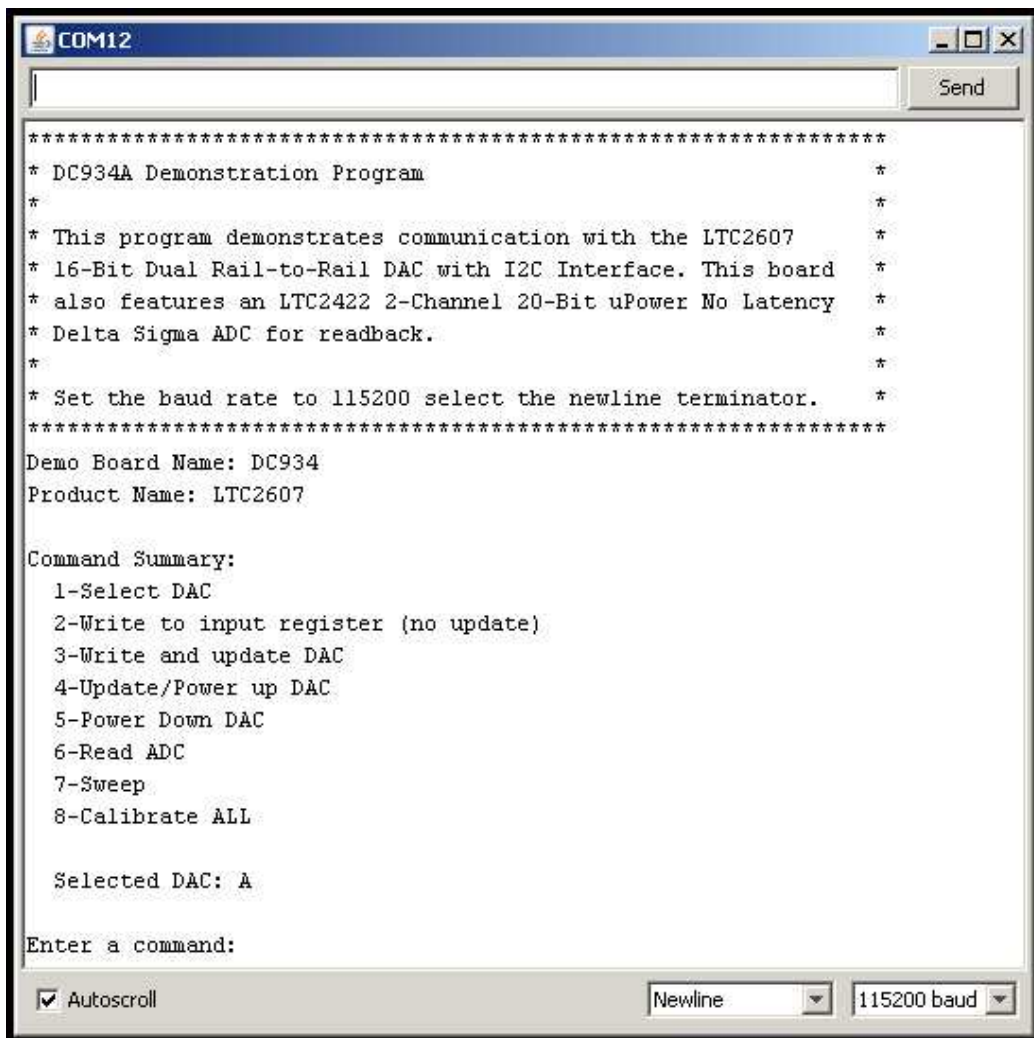 COM12
Send
******************************************************************
* DC934A Demonstration Program *
* *
* This program demonstrates communication with the LTC2607 *
* 16-Bit Dual Rail-to-Rail DAC with I2C Interface. This board *
* also features an LTC2422 2-Channel 20-Bit uPower No Latency *
* Delta Sigma ADC for readback. *
* *
* Set the baud rate to 115200 select the newline terminator. *
******************************************************************
Demo Board Name: DC934
Product Name: LTC2607
Command Summary:
1-Select DAC
2-Write to input register (no update)
3-Write and update DAC
4-Update/Power up DAC
5-Power Down DAC
6-Read ADC
7-Sweep
8-Calibrate ALL
Selected DAC: A
Enter a command:
Autoscroll
Newline
115200 baud